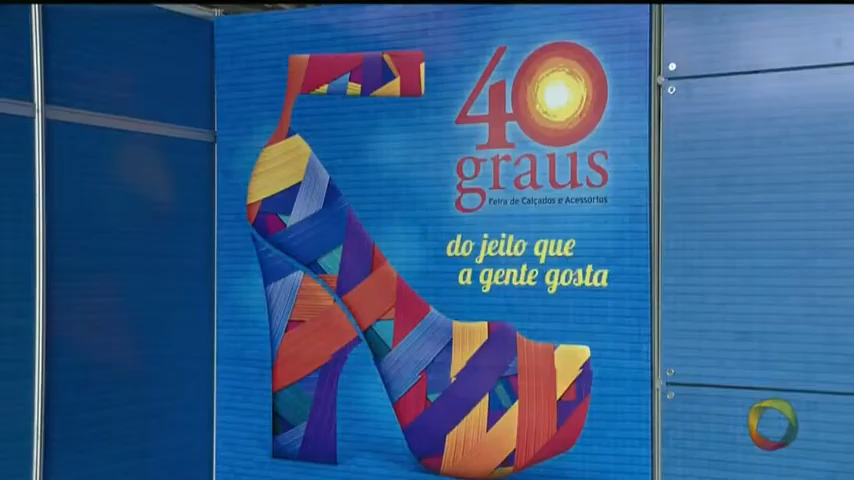 40
graus
Feira de Calçados e Acessórios
do jeito que
a gente gosta